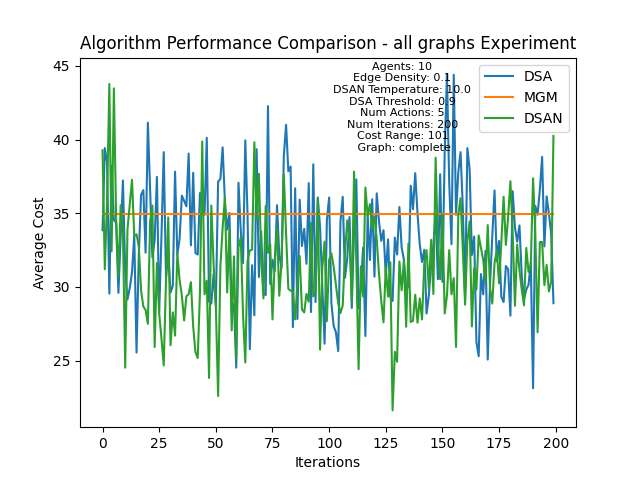 Algorithm Performance Comparison - all graphs Experiment
Agents: 10
Edge Density: 0.1
DSAN Temperature: 10.0
DSA Threshold: 0.9
Num Actions: 5
Num Iterations: 200
Cost Range: 101
Graph: complete
DSA
MGM
DSAN
45
40
35
30
25
Average Cost
0 25 50 75 100 125 150 175 200
Iterations